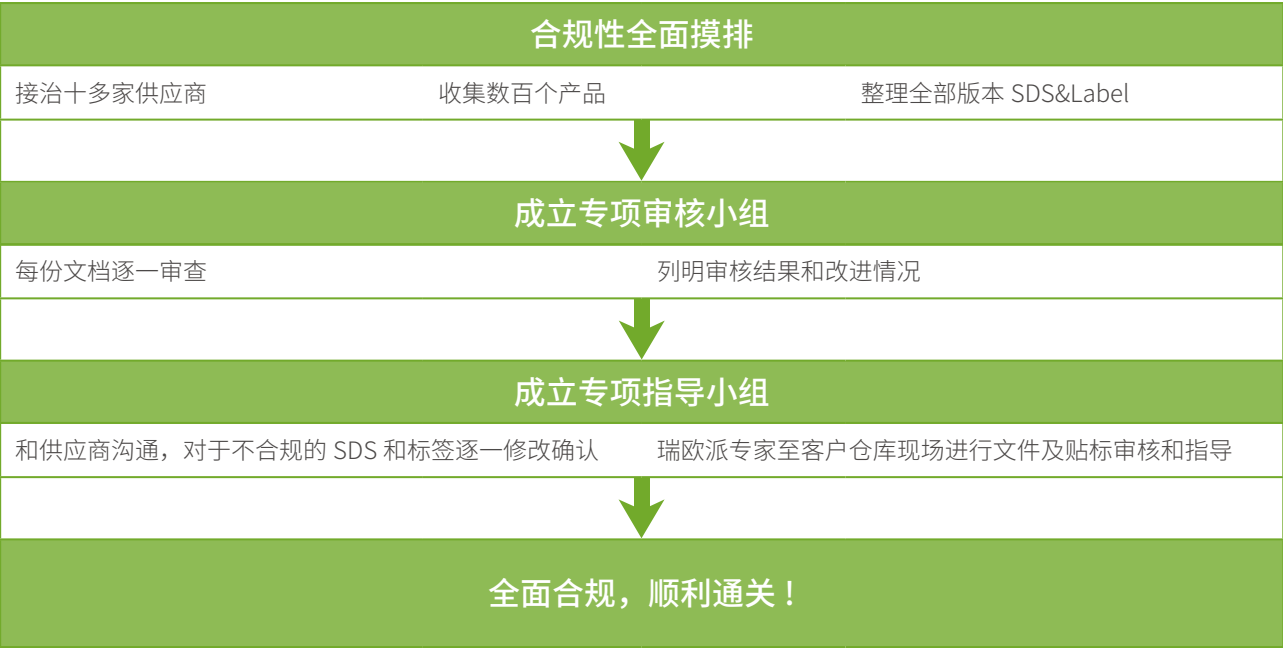 合规性全面摸排
接治十多家供应商 收集数百个产品 整理全部版本 SDS&Label
成立专项审核小组
每份文档逐一审查 列明审核结果和改进情况
成立专项指导小组
和供应商沟通，对于不合规的 SDS 和标签逐一修改确认 瑞欧派专家至客户仓库现场进行文件及贴标审核和指导
全面合规，顺利通关！